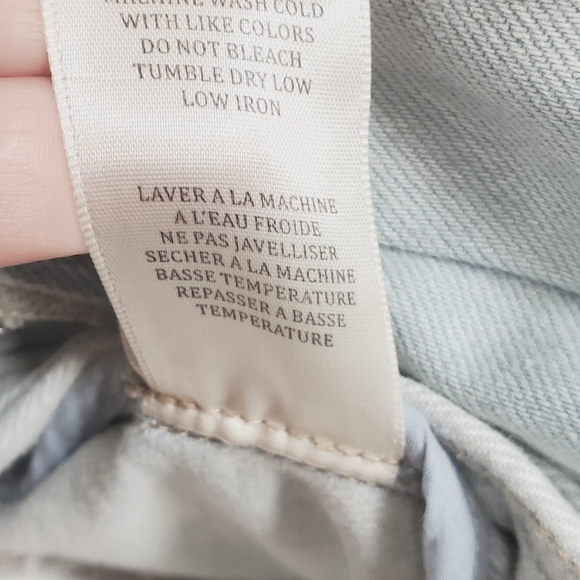 MACHINE WASH COLD
WITH LIKE COLORS
DO NOT BLEACH
TUMBLE DRY LOW
LOW IRON
LAVER A LA MACHINE
A L'EAU FROIDE
NE PAS JAVELLISER
SECHER A LA MACHINE
BASSE TEMPERATURE
REPASSER A BASSE
TEMPERATURE